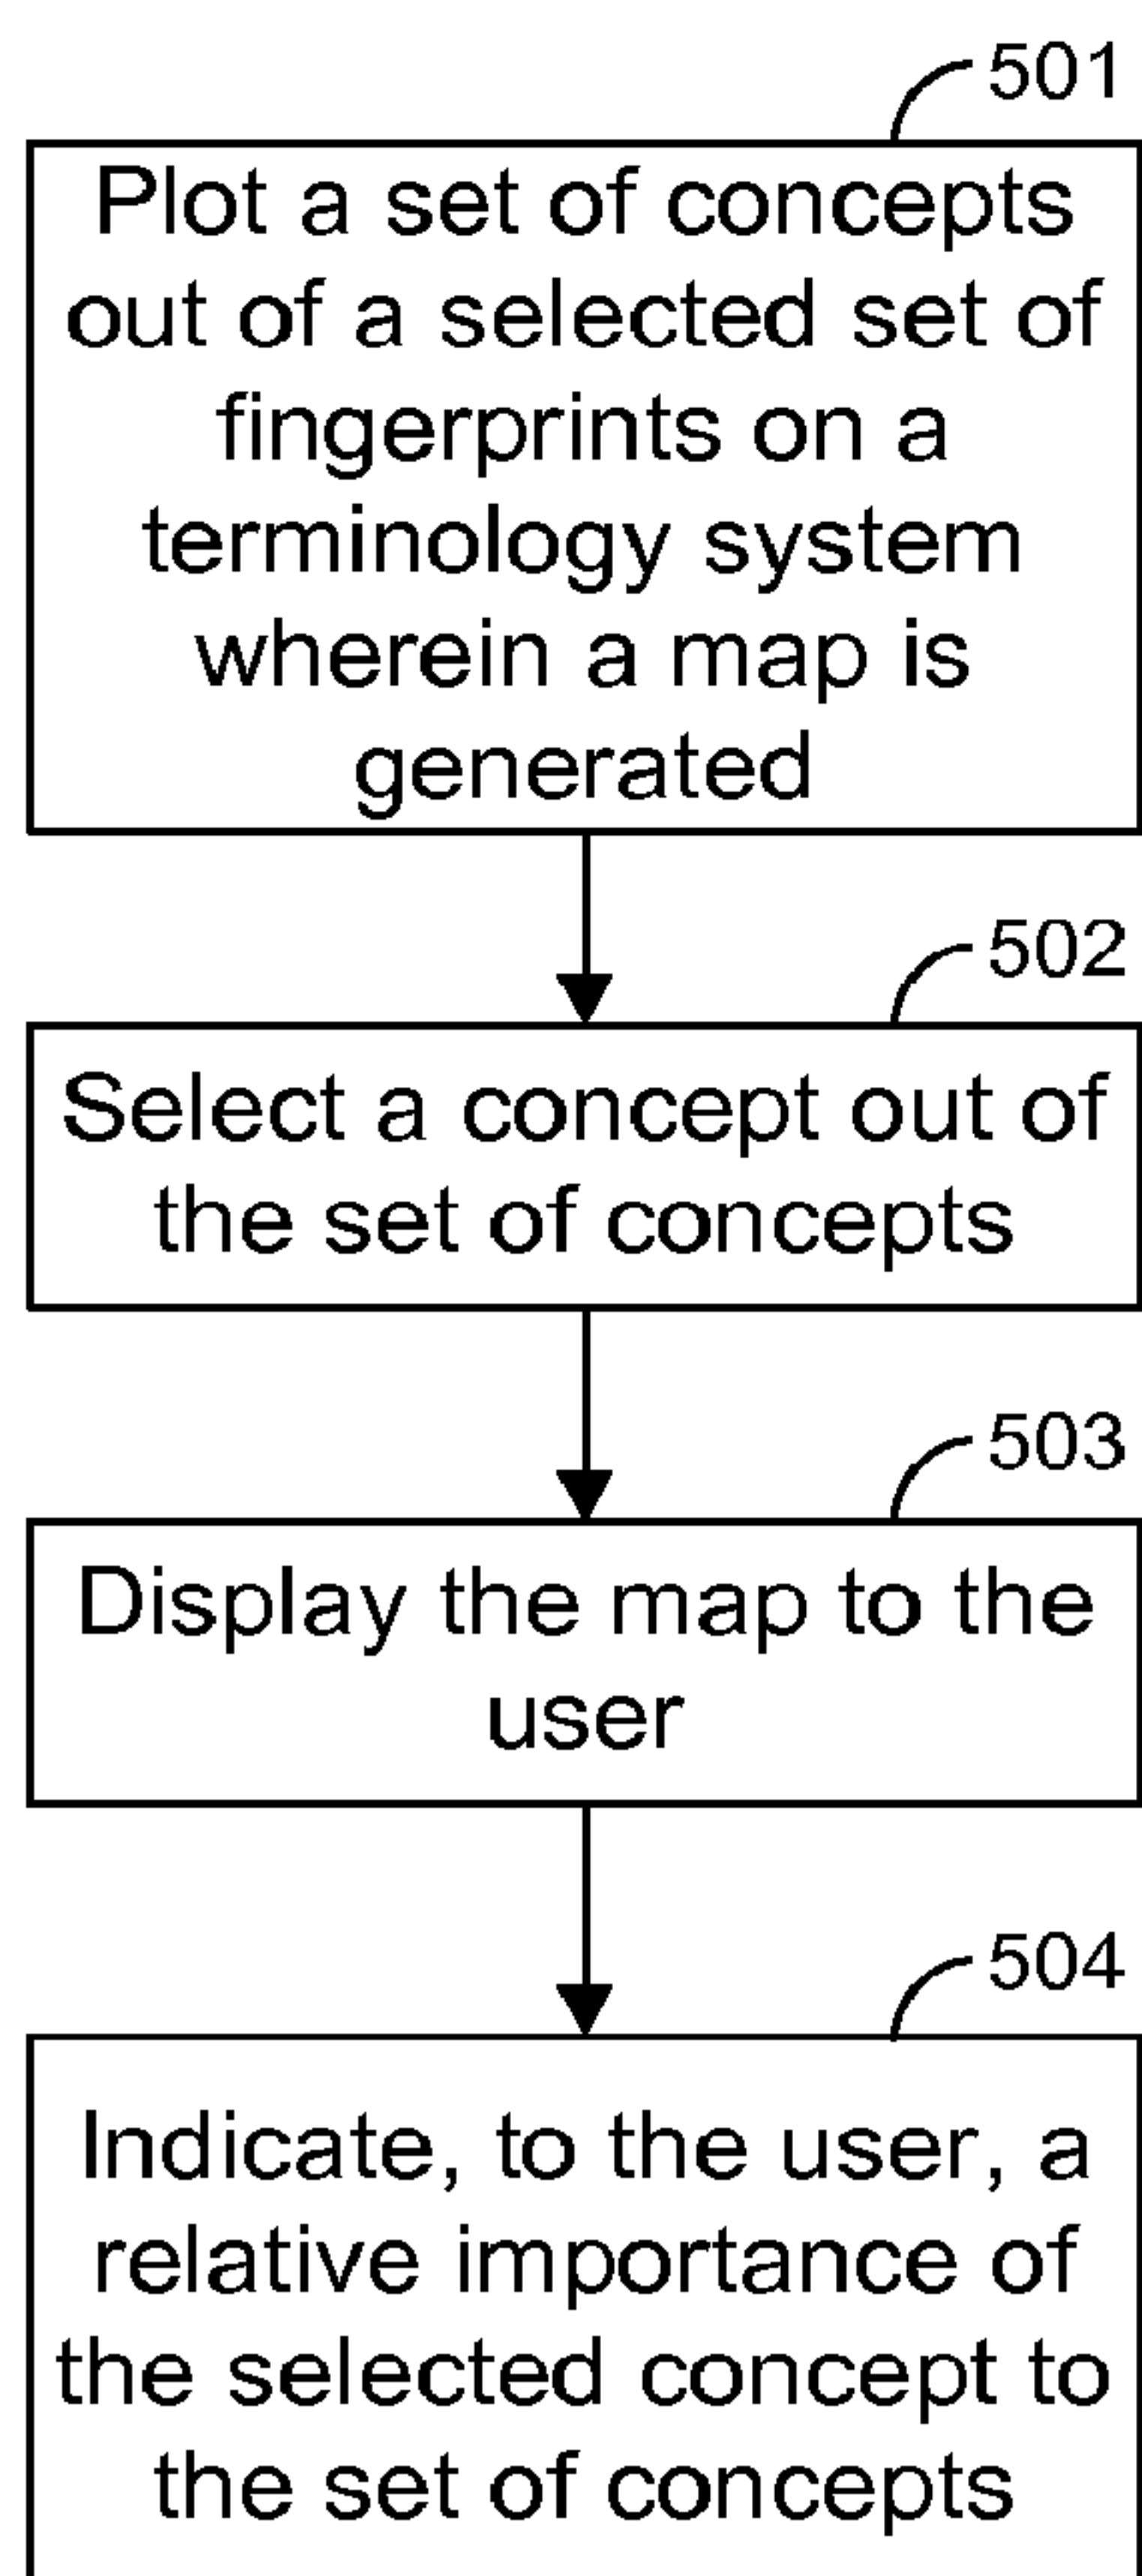 501
Plot a set of concepts
out of a selected set of
fingerprints on a
terminology system
wherein a map is
generated
502
Select a concept out of
the set of concepts
503
Display the map to the
user
504
Indicate, to the user, a
relative importance of
the selected concept to
the set of concepts